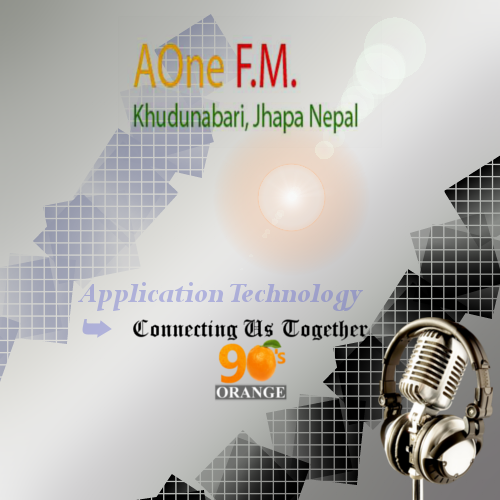 AOne F.M.
Khudunabari, Jhapa Nepal
Application Technology
Connecting Us Together
90's
ORANGE